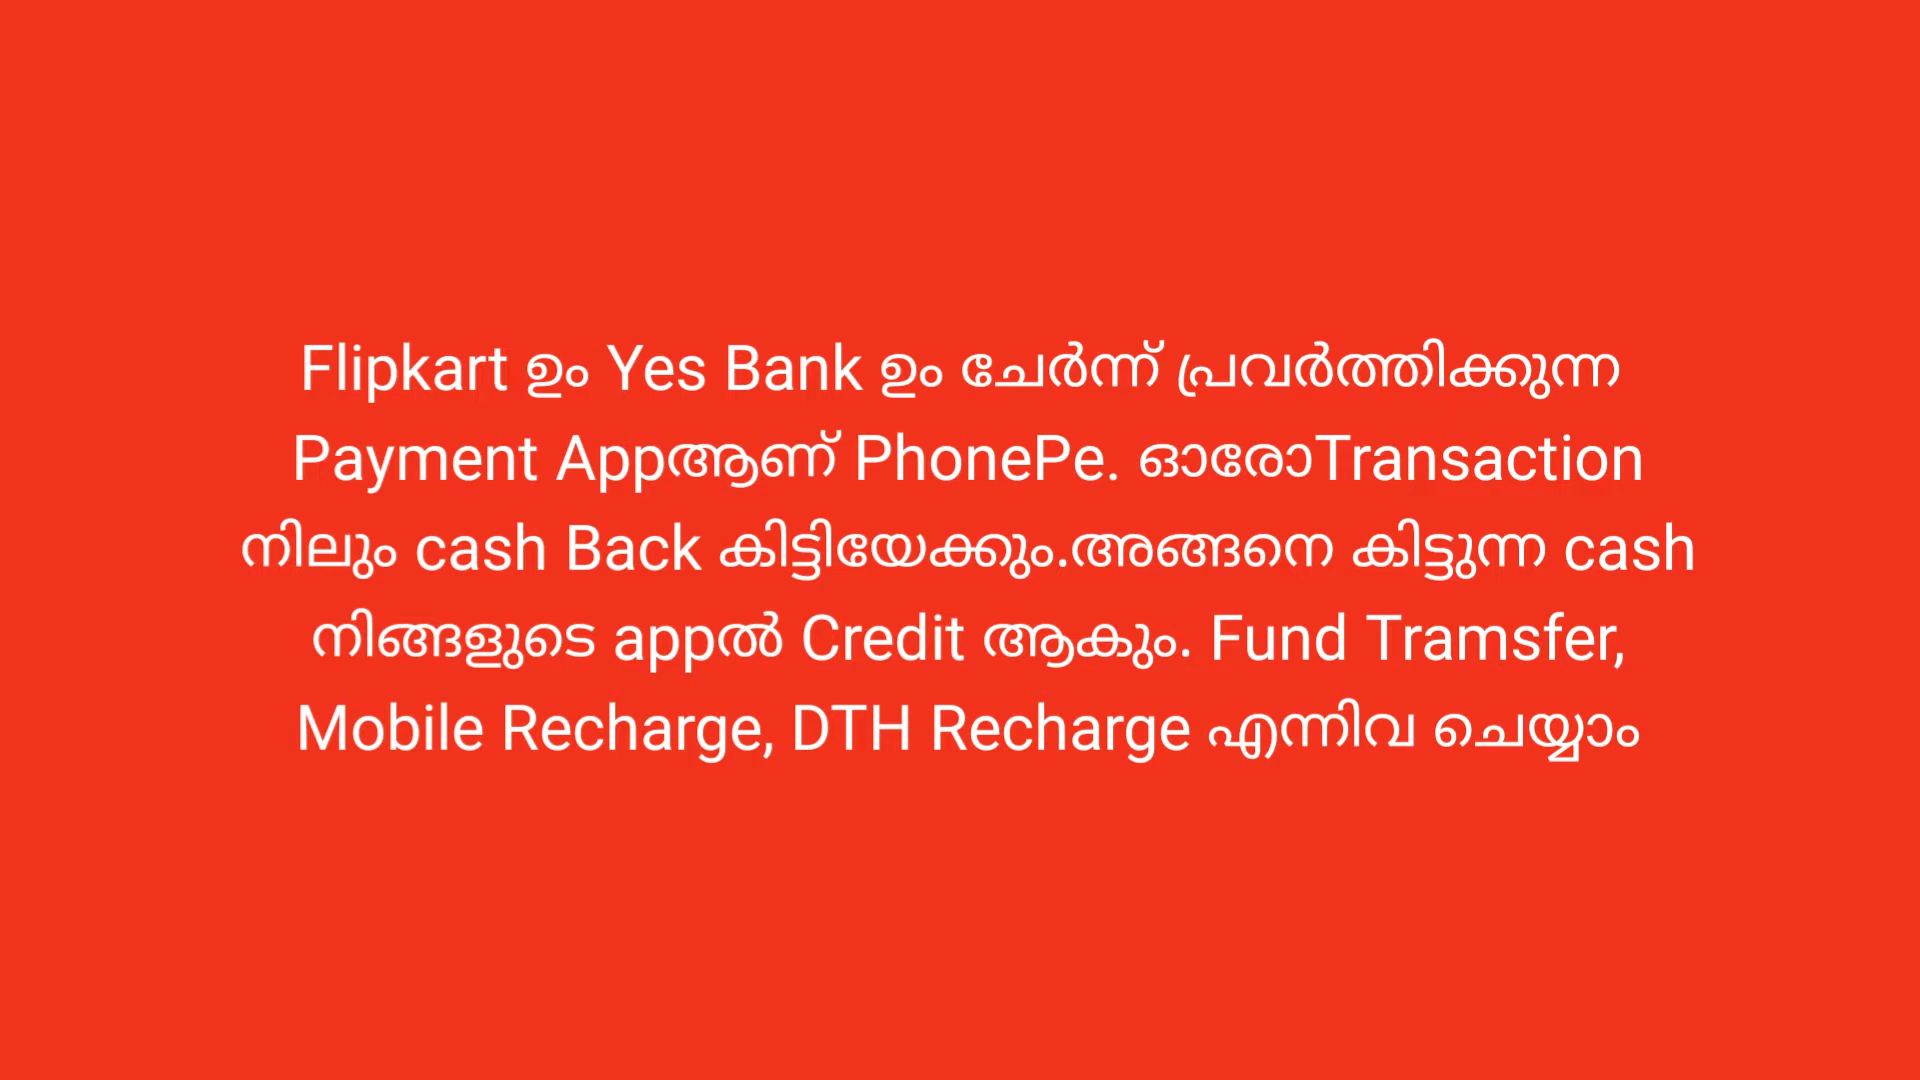 Flipkart ഉം Yes Bank ഉം ചേർന്ന് പ്രവർത്തിക്കുന്ന
Payment Appആണ് PhonePe. ഓരോTransaction
നിലും cash Back കിട്ടിയേക്കും.അങ്ങനെ കിട്ടുന്ന cash
നിങ്ങളുടെ appൽ Credit ആകും. Fund Tramsfer,
Mobile Recharge, DTH Recharge എന്നിവ ചെയ്യാം